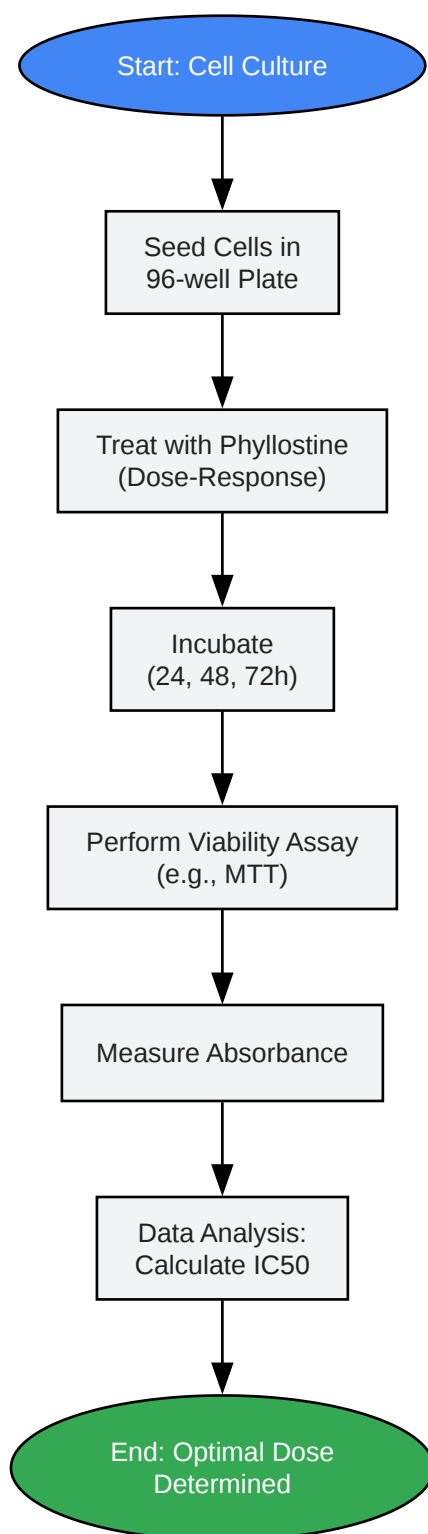 Start: Cell Culture
Seed Cells in
96-well Plate
Treat with Phyllostine
(Dose-Response)
Incubate
(24, 48, 72h)
Perform Viability Assay
(e.g., MTT)
Measure Absorbance
Data Analysis:
Calculate IC50
End: Optimal Dose
Determined